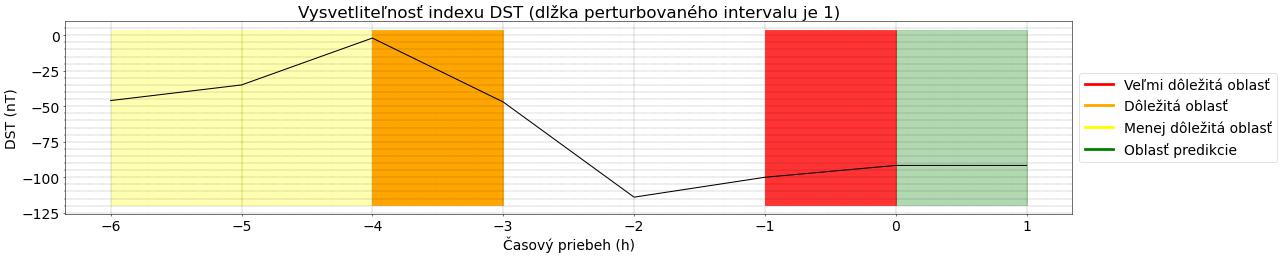 Vysvetliteľnosť indexu DST (dlžka perturbovaného intervalu je 1)
DST (nT)
0
−25
−50
−75
−100
−125
−6 −5 −4 −3 −2 −1 0 1
Časový priebeh (h)
Veľmi dôležitá oblasť
Dôležitá oblasť
Menej dôležitá oblasť
Oblasť predikcie